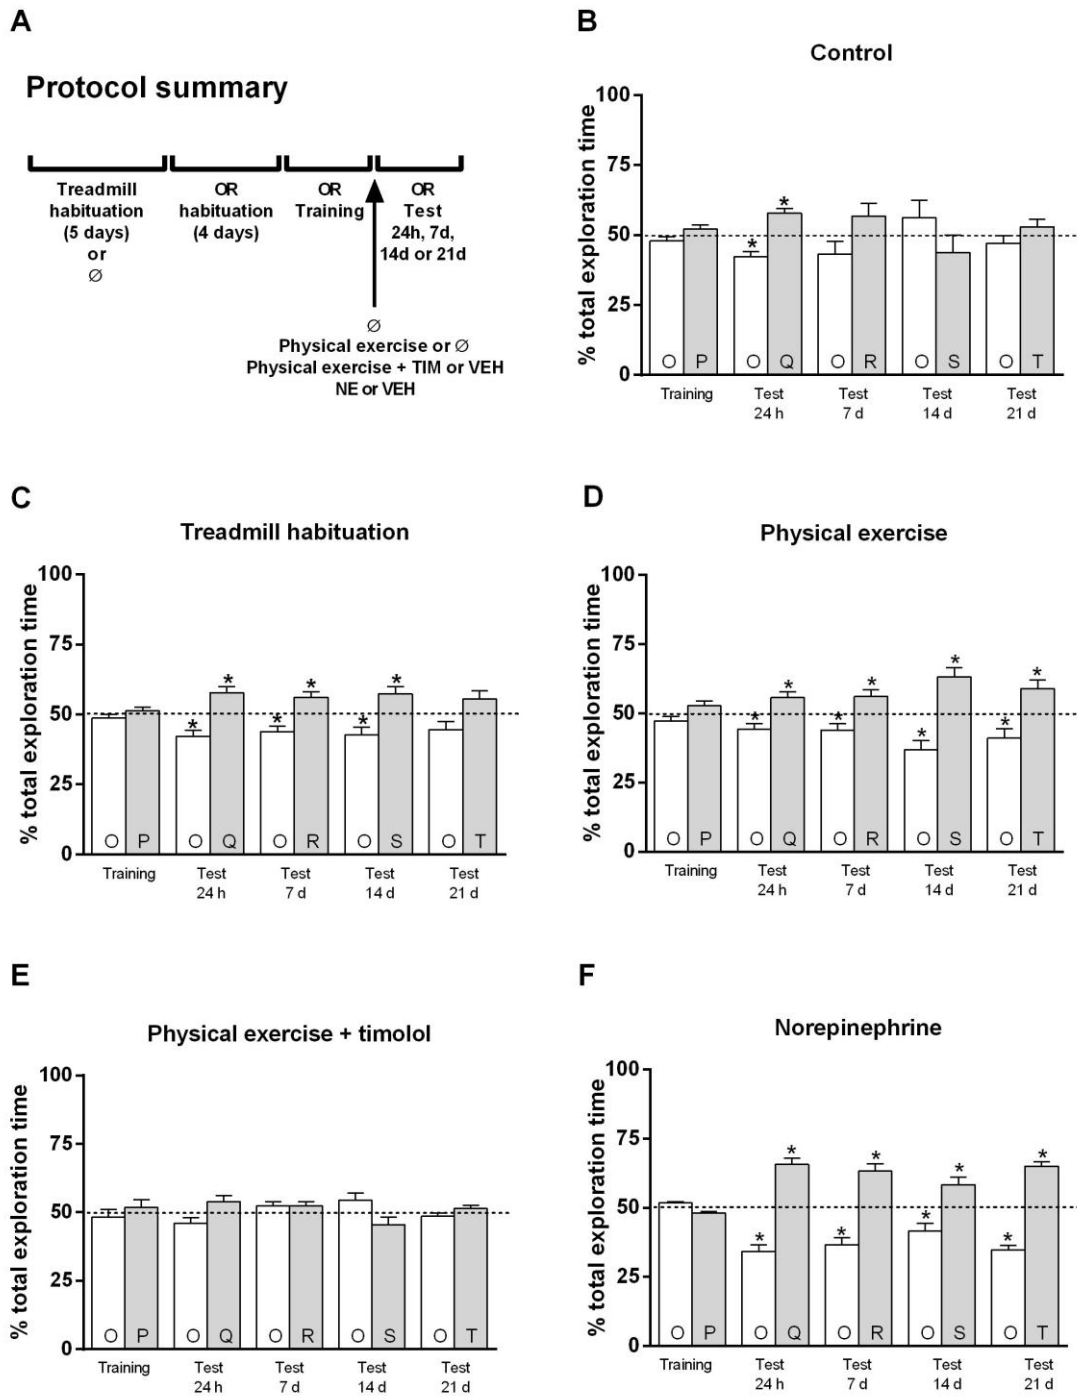 A
Protocol summary
Treadmill
habituation
(5 days)
or
∅
OR
habituation
(4 days)
OR
Training
OR
Test
24h, 7d,
14d or 21d
∅
Physical exercise or ∅
Physical exercise + TIM or VEH
NE or VEH
B
Control
% total exploration time
100
75
50
25
0
* *
O P O Q O R O S O T
Training Test Test Test Test
24 h 7 d 14 d 21 d
C
Treadmill habituation
% total exploration time
100
75
50
25
0
* * * * * *
O P O Q O R O S O T
Training Test Test Test Test
24 h 7 d 14 d 21 d
D
Physical exercise
% total exploration time
100
75
50
25
0
* * * * * * * *
O P O Q O R O S O T
Training Test Test Test Test
24 h 7 d 14 d 21 d
E
Physical exercise + timolol
% total exploration time
100
75
50
25
0
O P O Q O R O S O T
Training Test Test Test Test
24 h 7 d 14 d 21 d
F
Norepinephrine
% total exploration time
100
75
50
25
0
* * * * * * * *
O P O Q O R O S O T
Training Test Test Test Test
24 h 7 d 14 d 21 d